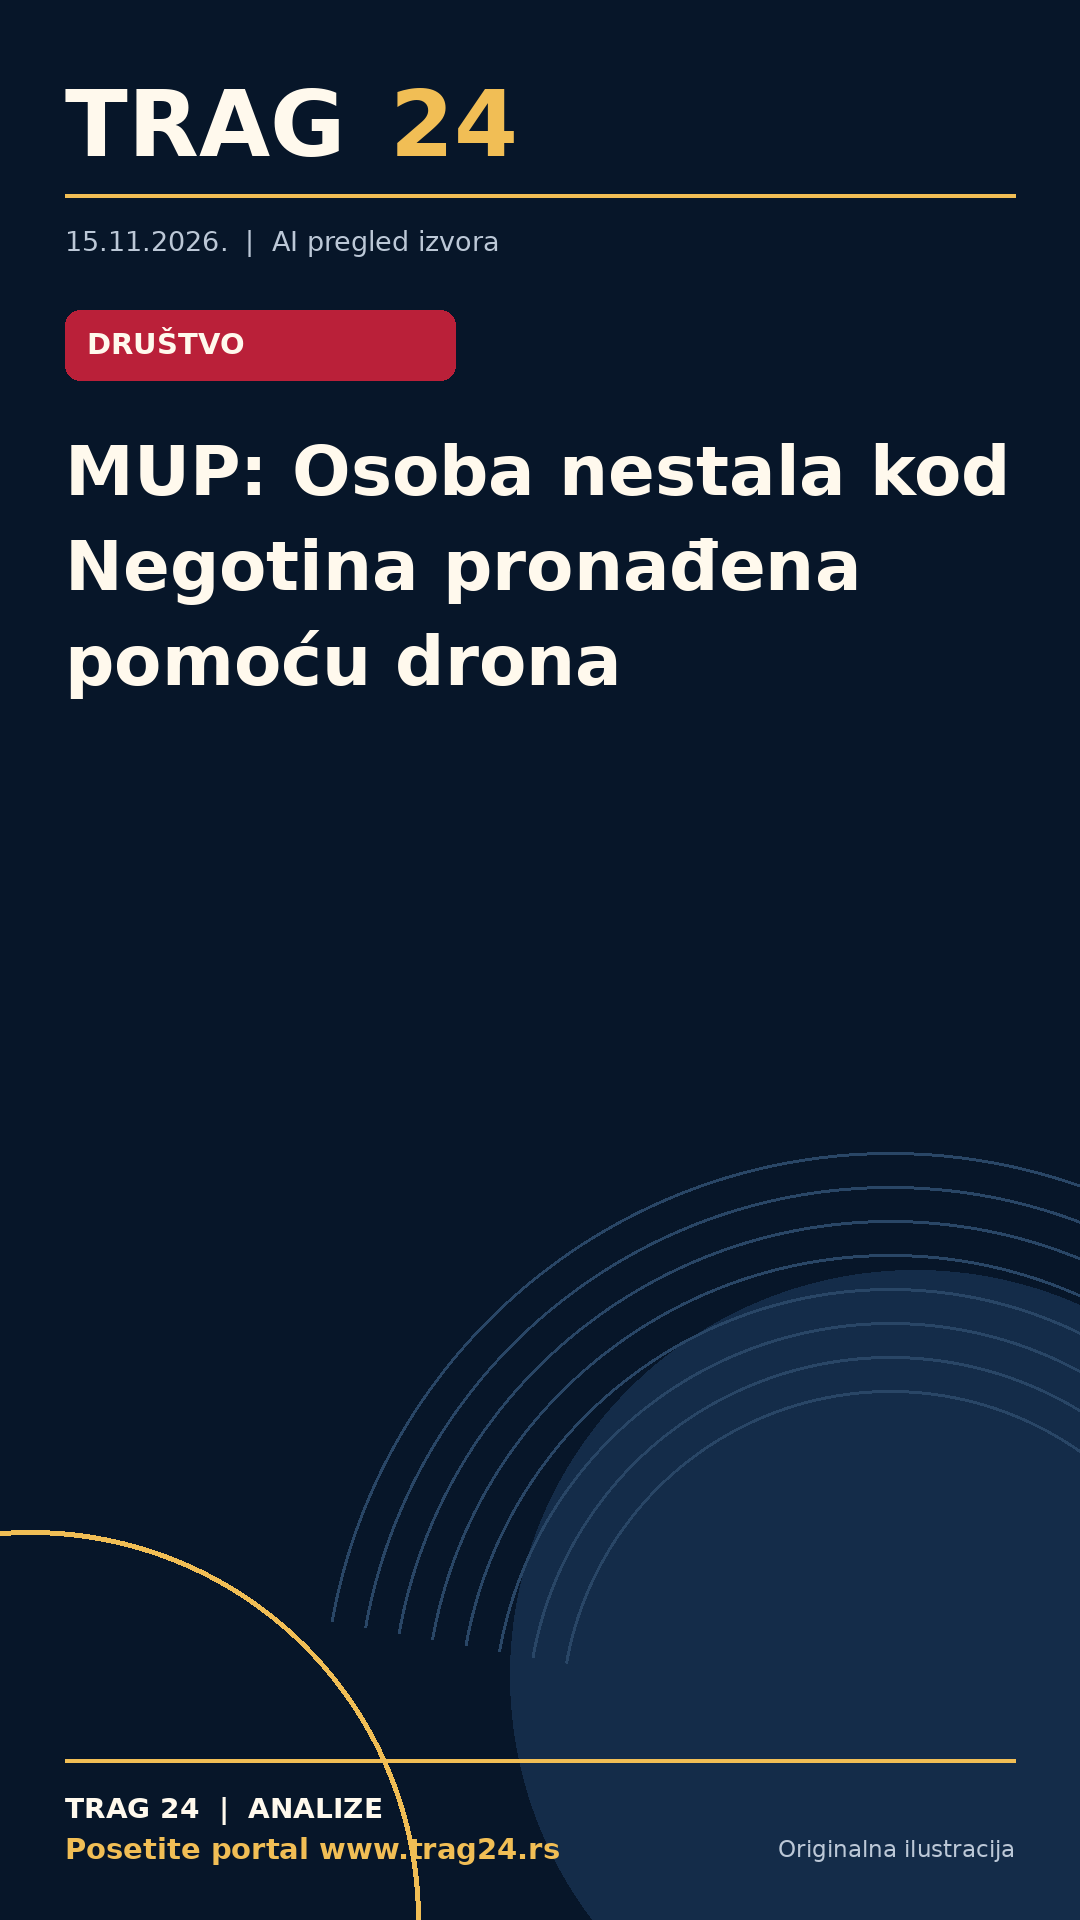 TRAG 24
15.11.2026. | AI pregled izvora
DRUŠTVO
MUP: Osoba nestala kod
Negotina pronađena
pomoću drona
TRAG 24 | ANALIZE
Posetite portal www.trag24.rs
Originalna ilustracija